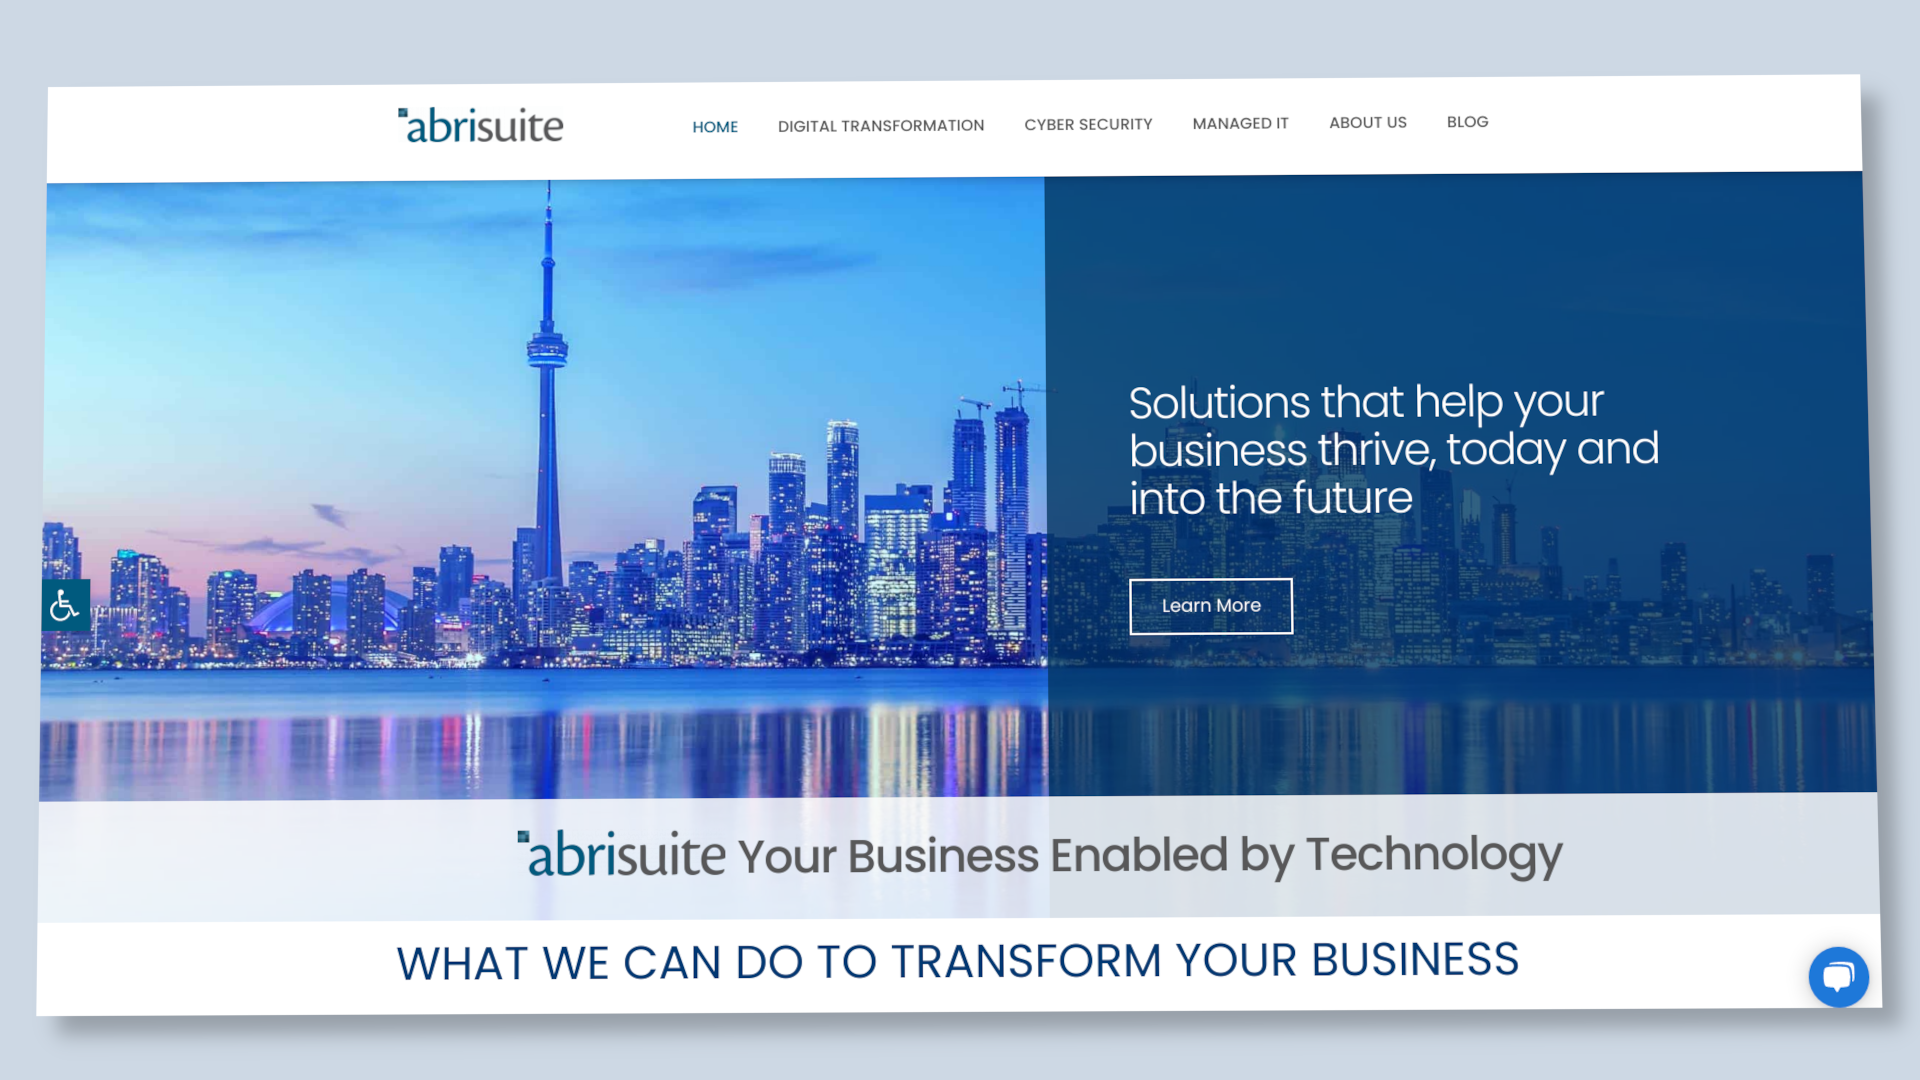 abrisuite
HOME DIGITAL TRANSFORMATION CYBER SECURITY MANAGED IT ABOUT US BLOG
Solutions that help your
business thrive, today and
into the future
Learn More
abrisuite Your Business Enabled by Technology
WHAT WE CAN DO TO TRANSFORM YOUR BUSINESS